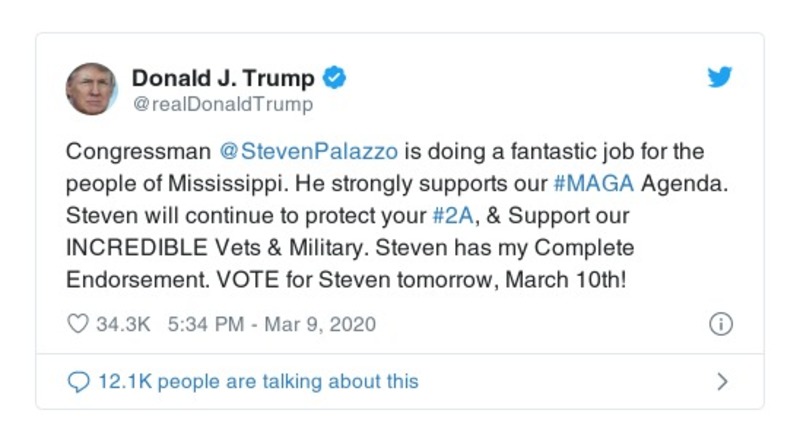 Donald J. Trump
@realDonaldTrump
Congressman @StevenPalazzo is doing a fantastic job for the
people of Mississippi. He strongly supports our #MAGA Agenda.
Steven will continue to protect your #2A, & Support our
INCREDIBLE Vets & Military. Steven has my Complete
Endorsement. VOTE for Steven tomorrow, March 10th!
34.3K 5:34 PM - Mar 9, 2020
12.1K people are talking about this